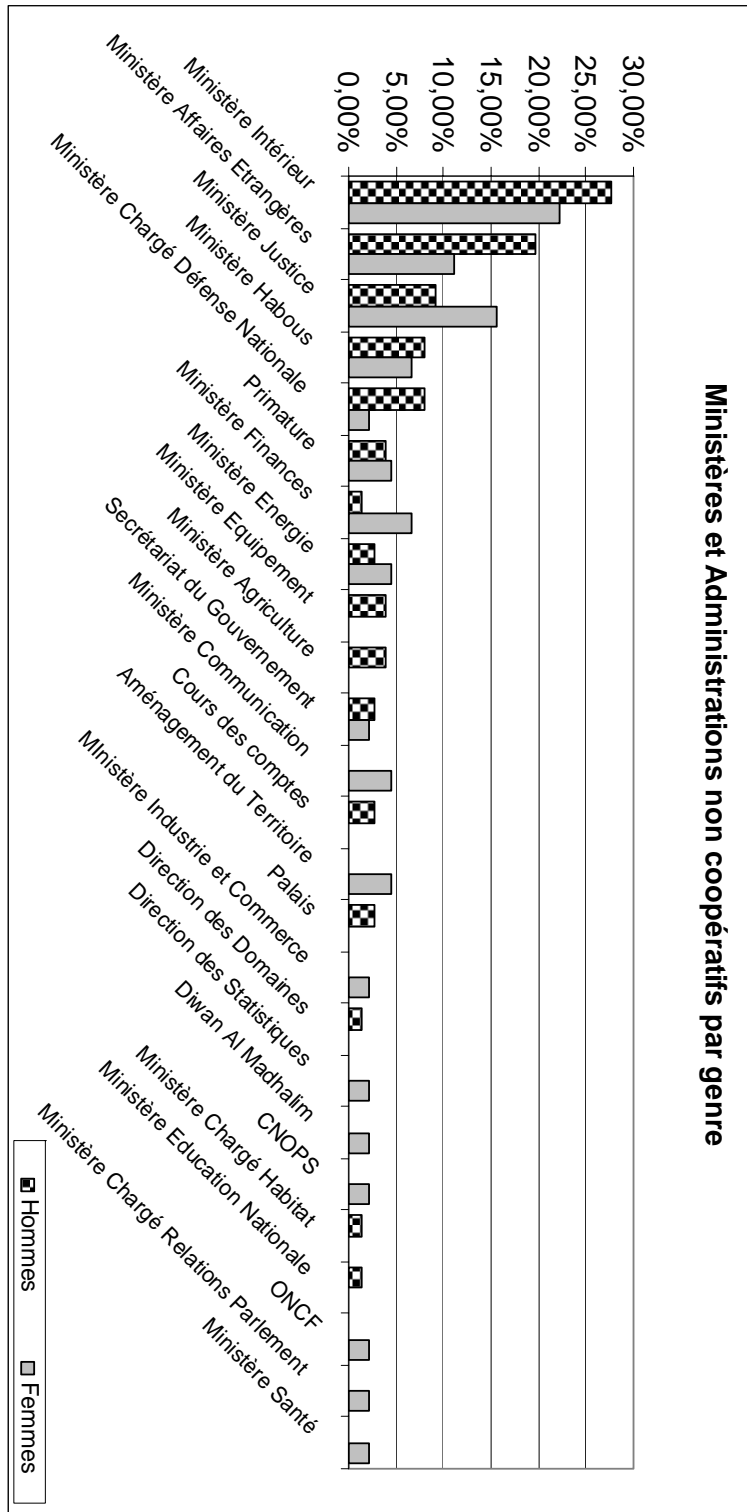 Ministères et Administrations non coopératifs par genre
30,00%
25,00%
20,00%
15,00%
10,00%
5,00%
0,00%
Ministère Intérieur
Ministère Affaires Etrangères
Ministère Justice
Ministère Habous
Ministère Chargé Défense Nationale
Primature
Ministère Finances
Ministère Energie
Ministère Equipement
Ministère Agriculture
Secrétariat du Gouvernement
Ministère Communication
Cours des comptes
Aménagement du Territoire
Palais
MInistère Industrie et Commerce
Direction des Domaines
Direction des Statistiques
Diwan Al Madhalim
CNOPS
Ministère Chargé Habitat
Ministère Education Nationale
ONCF
Ministère Chargé Relations Parlement
Ministère Santé
Hommes
Femmes